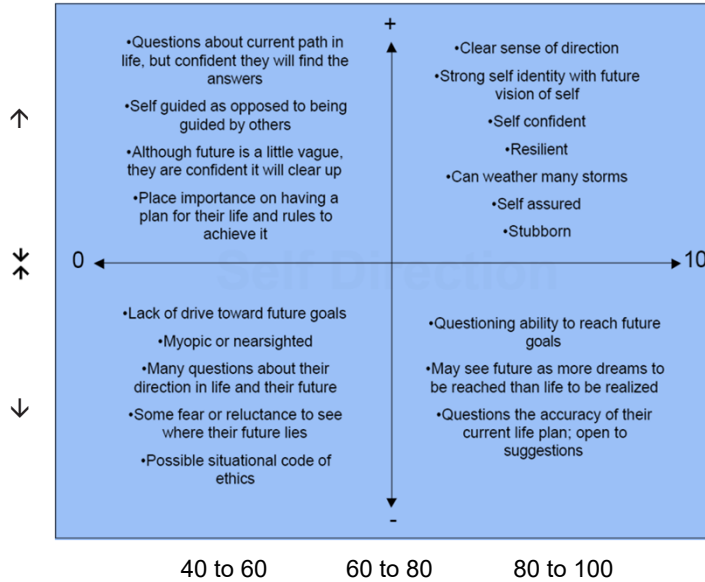 +
•Questions about current path in
life, but confident they will find the
answers
•Self guided as opposed to being
guided by others
•Although future is a little vague,
they are confident it will clear up
•Place importance on having a
plan for their life and rules to
achieve it
•Clear sense of direction
•Strong self identity with future
vision of self
•Self confident
•Resilient
•Can weather many storms
•Self assured
•Stubborn
0
10
Self Direction
•Lack of drive toward future goals
•Myopic or nearsighted
•Many questions about their
direction in life and their future
•Some fear or reluctance to see
where their future lies
•Possible situational code of
ethics
•Questioning ability to reach future
goals
•May see future as more dreams to
be reached than life to be realized
•Questions the accuracy of their
current life plan; open to
suggestions
-
40 to 60 60 to 80 80 to 100